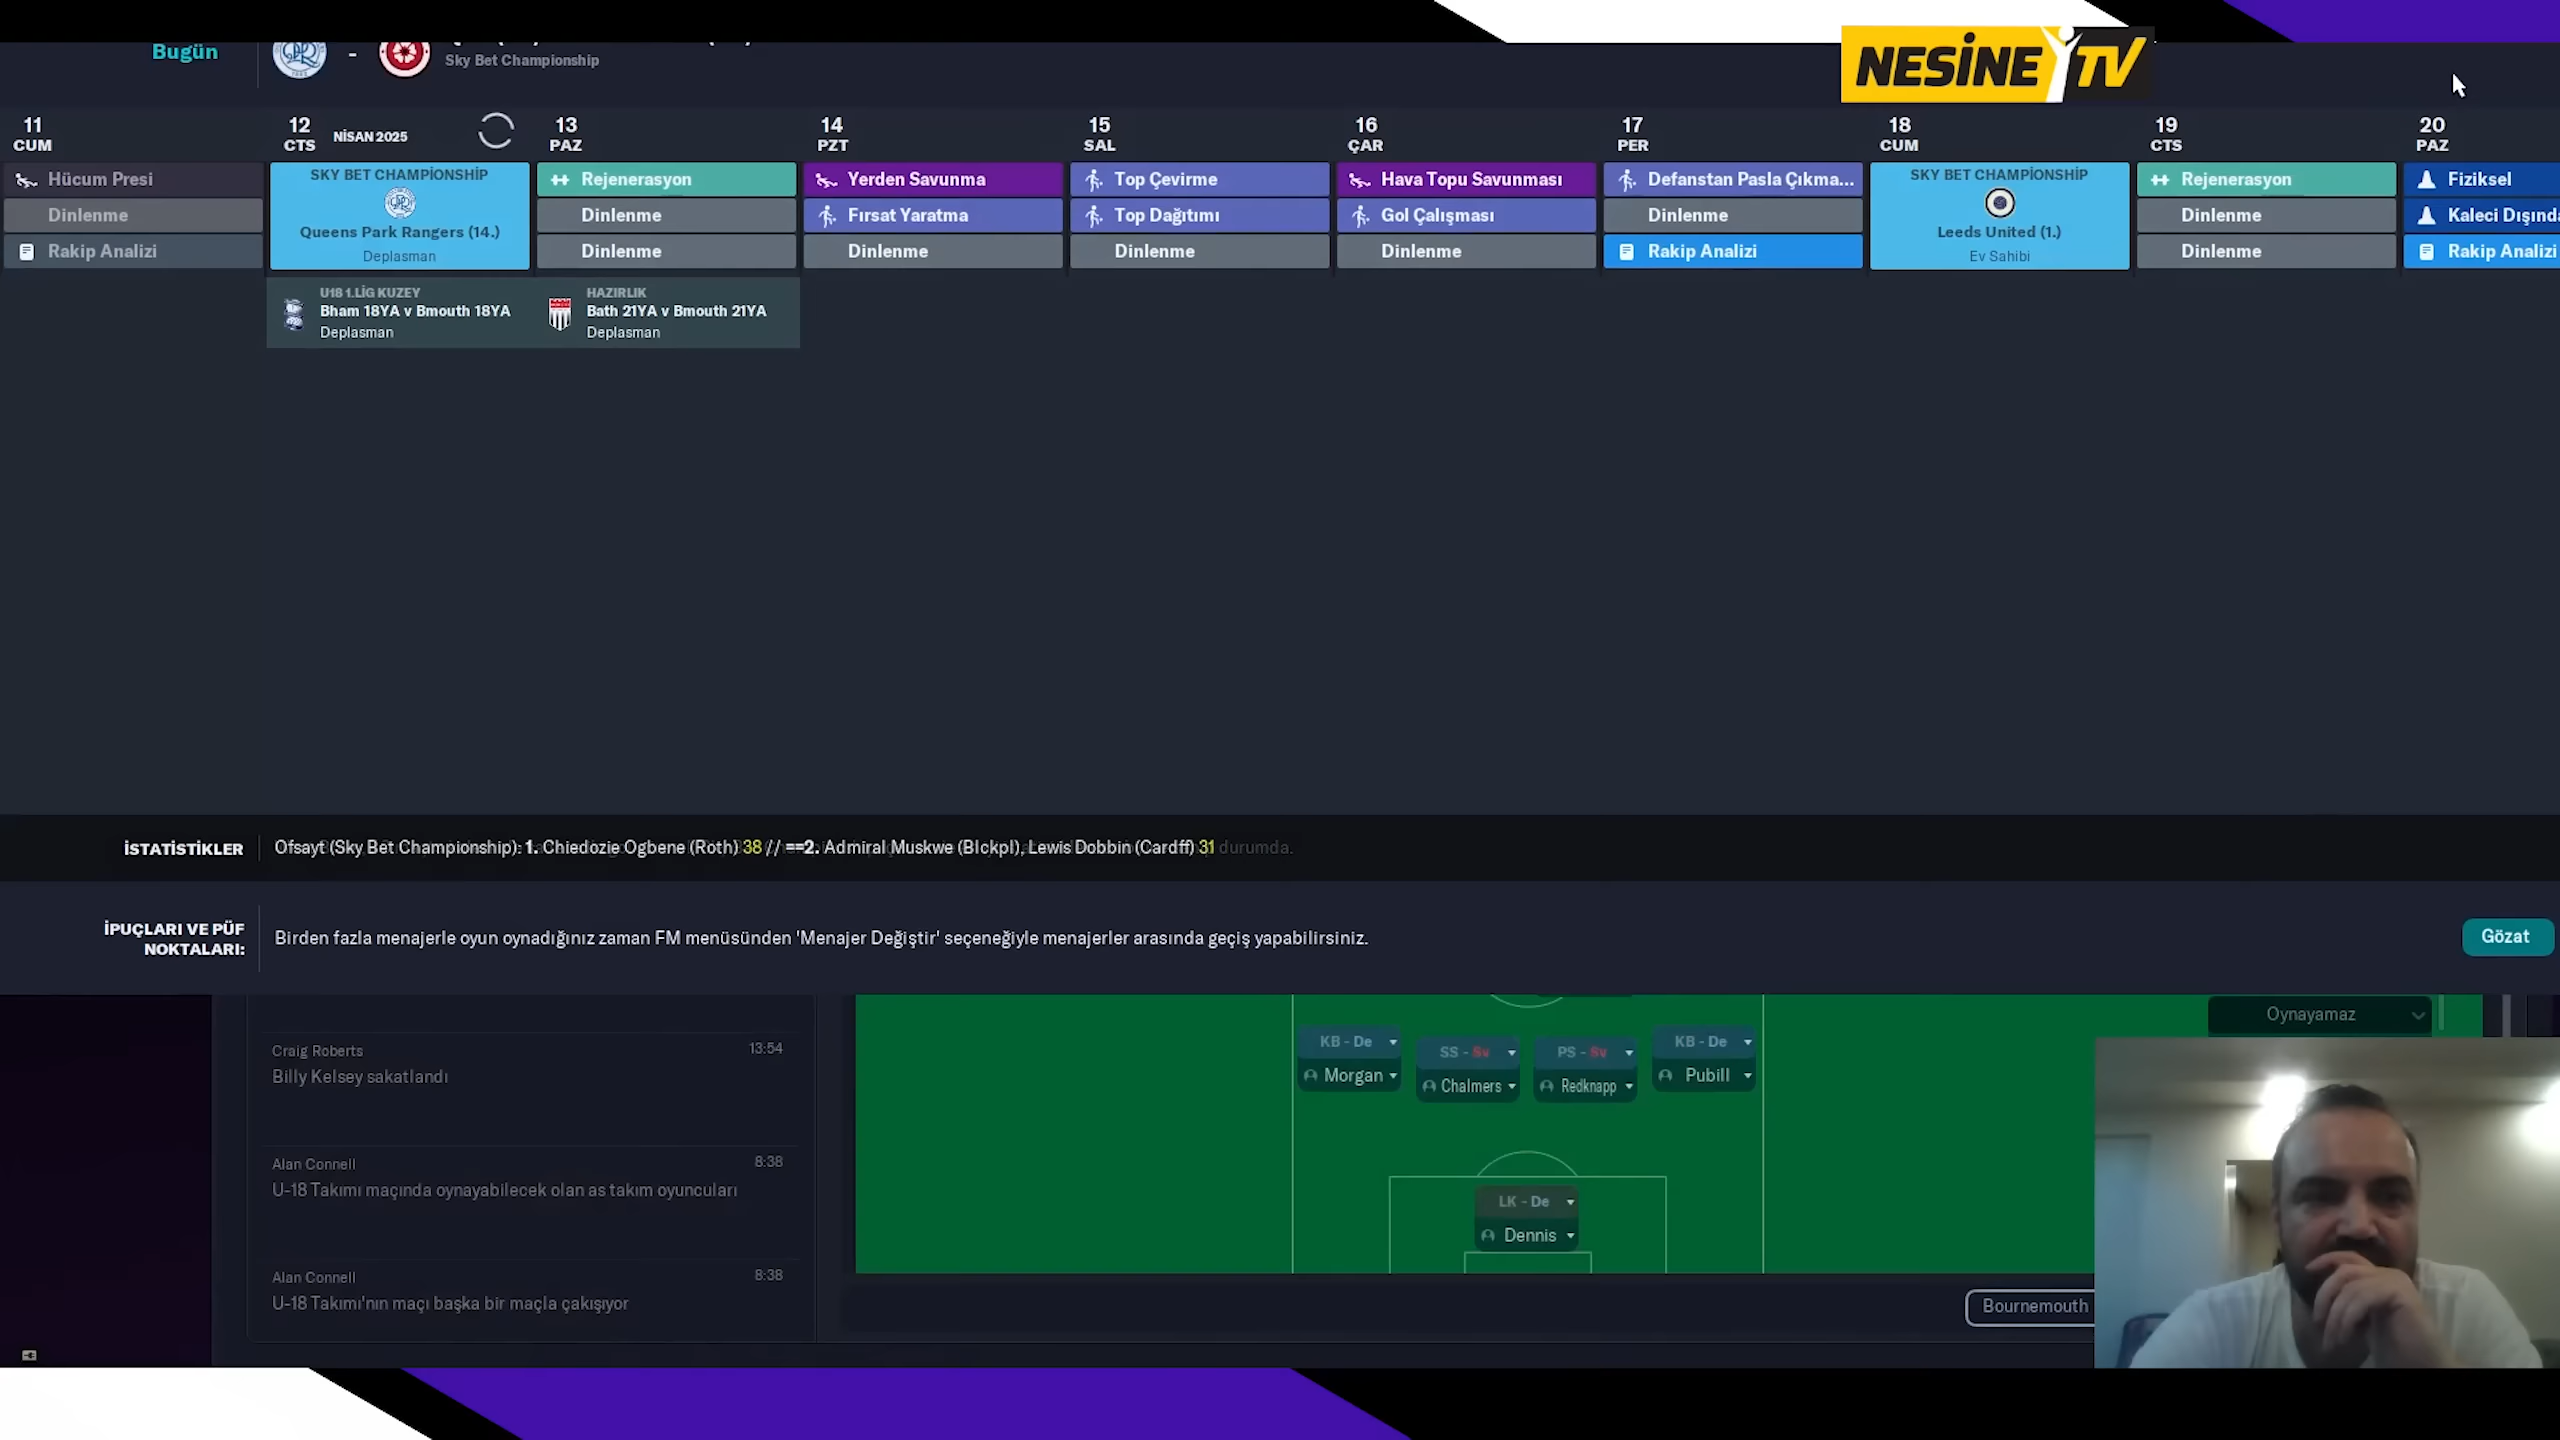 NESİNE TV
Bugün
-
Sky Bet Championship
11
CUM
12
CTS
NİSAN 2025
13
PAZ
14
PZT
15
SAL
16
ÇAR
17
PER
18
CUM
19
CTS
20
PAZ
Hücum Presi
Dinlenme
Rakip Analizi
SKY BET CHAMPİONSHİP
Queens Park Rangers (14.)
Deplasman
Rejenerasyon
Dinlenme
Dinlenme
Yerden Savunma
Fırsat Yaratma
Dinlenme
Top Çevirme
Top Dağıtımı
Dinlenme
Hava Topu Savunması
Gol Çalışması
Dinlenme
Defanstan Pasla Çıkma...
Dinlenme
Rakip Analizi
SKY BET CHAMPİONSHİP
Leeds United (1.)
Ev Sahibi
Rejenerasyon
Dinlenme
Dinlenme
Fiziksel
Kaleci Dışında
Rakip Analizi
U18 1.LİG KUZEY
Bham 18YA v Bmouth 18YA
Deplasman
HAZIRLIK
Bath 21YA v Bmouth 21YA
Deplasman
İSTATİSTİKLER
Ofsayt (Sky Bet Championship): 1. Chiedozie Ogbene (Roth) 38 // ==2. Admiral Muskwe (Blckpl), Lewis Dobbin (Cardff) 31 durumda.
İPUÇLARI VE PÜF
NOKTALARI:
Birden fazla menajerle oyun oynadığınız zaman FM menüsünden 'Menajer Değiştir' seçeneğiyle menajerler arasında geçiş yapabilirsiniz.
Gözat
Craig Roberts
13:54
Billy Kelsey sakatlandı
Alan Connell
8:38
U-18 Takımı maçında oynayabilecek olan as takım oyuncuları
Alan Connell
8:38
U-18 Takımı'nın maçı başka bir maçla çakışıyor
Oynayamaz
KB - De
Morgan
SS - Sv
Chalmers
PS - Sv
Redknapp
KB - De
Pubill
LK - De
Dennis
Bournemouth